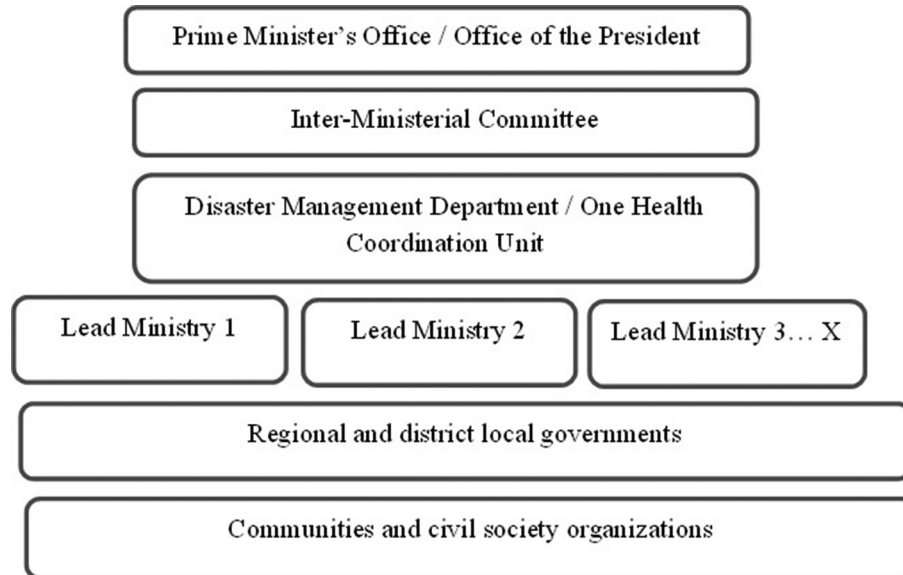 Prime Minister’s Office / Office of the President
Inter-Ministerial Committee
Disaster Management Department / One Health
Coordination Unit
Lead Ministry 1
Lead Ministry 2
Lead Ministry 3… X
Regional and district local governments
Communities and civil society organizations